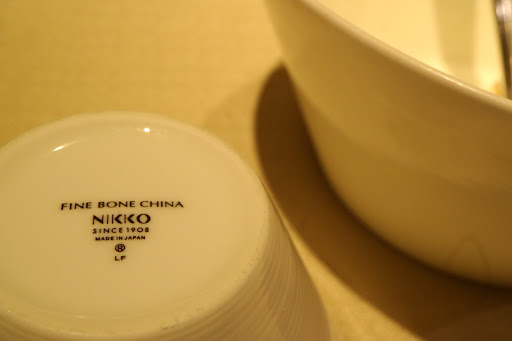 FINE BONE CHINA
NIKKO
SINCE 1908
MADE IN JAPAN
®
LF